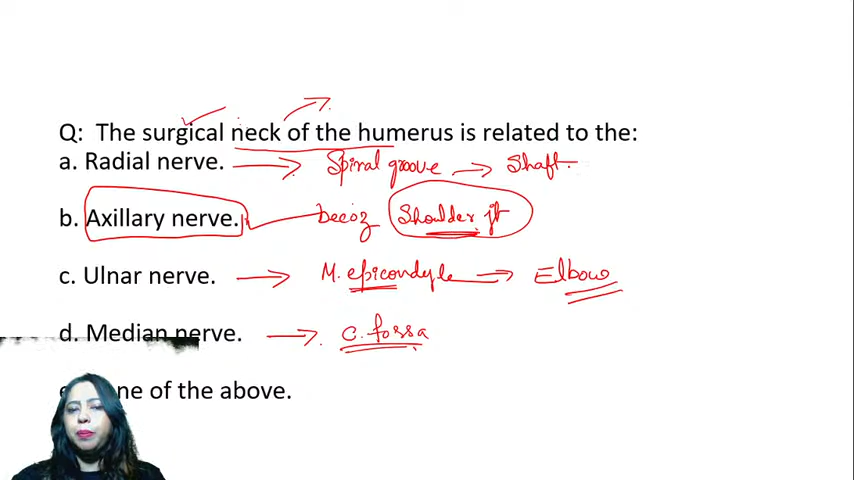 Q: The surgical neck of the humerus is related to the:
a. Radial nerve. Spiral groove → Shaft.
b. Axillary nerve. becoz Shoulder jt
c. Ulnar nerve. → M. epicondyle → Elbow
d. Median nerve. → C. fossa
ne of the above.